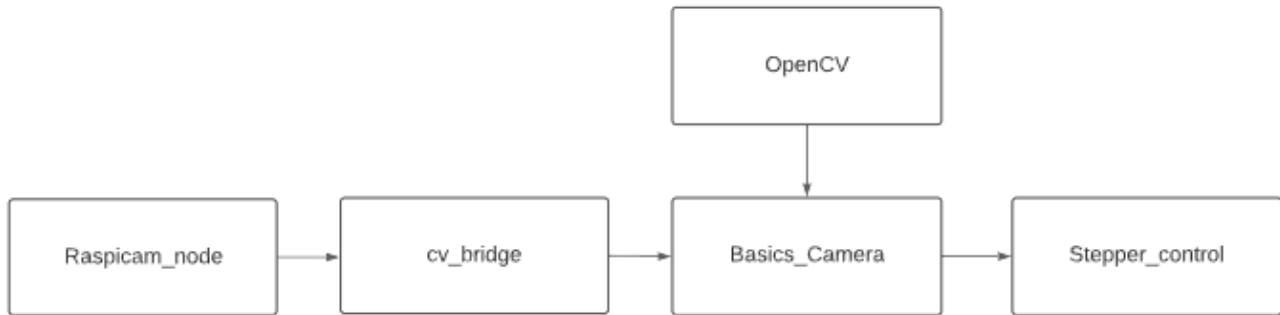 OpenCV
Raspicam_node
cv_bridge
Basics_Camera
Stepper_control